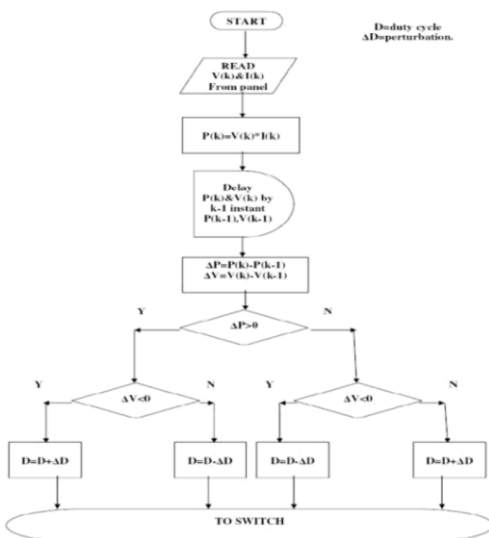 START
D=duty cycle
ΔD=perturbation.
READ
V(k)&I(k)
From panel
P(k)=V(k)*I(k)
Delay
P(k)&V(k) by
k-1 instant
P(k-1),V(k-1)
ΔP=P(k)-P(k-1)
ΔV=V(k)-V(k-1)
Y
N
ΔP>0
Y
N
Y
N
ΔV<0
ΔV<0
D=D+ΔD
D=D-ΔD
D=D-ΔD
D=D+ΔD
TO SWITCH